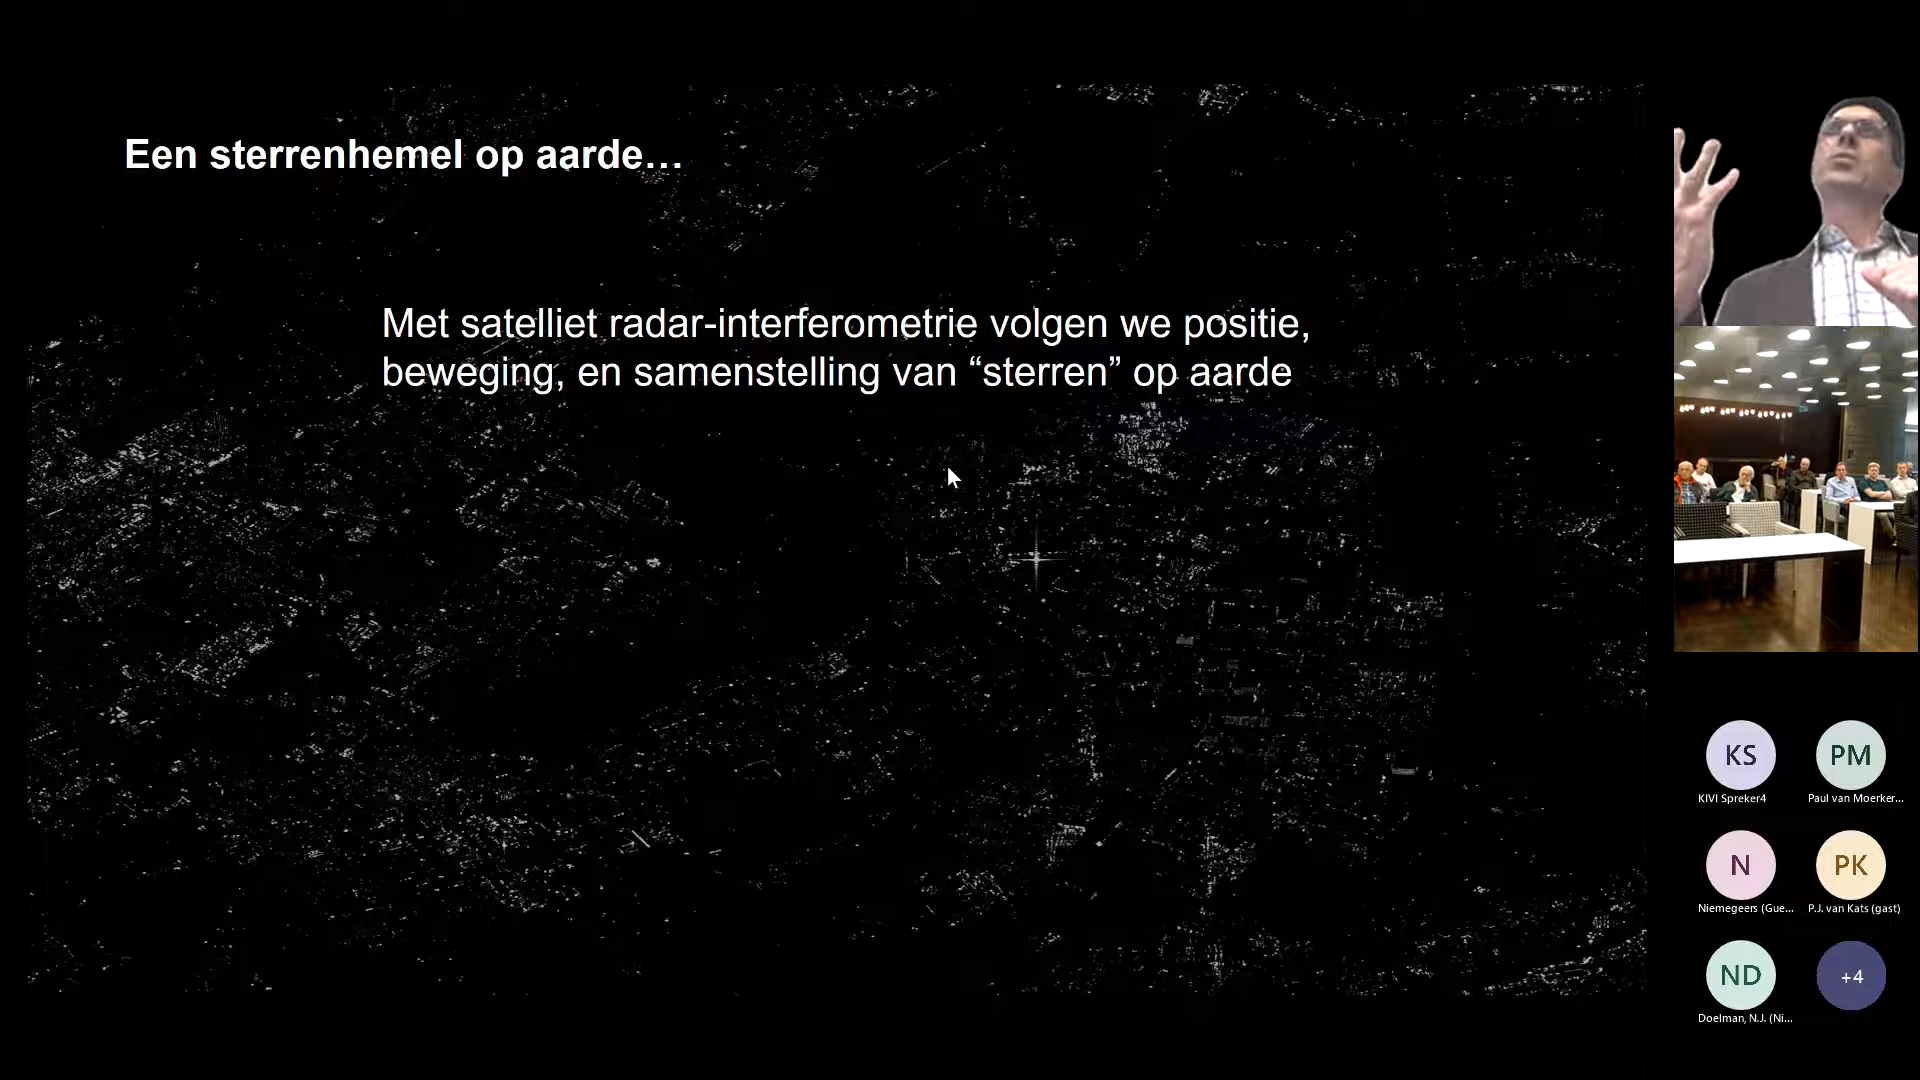 Een sterrenhemel op aarde...
Met satelliet radar-interferometrie volgen we positie,
beweging, en samenstelling van “sterren” op aarde
KS
PM
KIVI Spreker4
Paul van Moerker...
N
PK
Niemegeers (Gue...
P.J. van Kats (gast)
ND
+4
Doelman, N.J. (Ni...